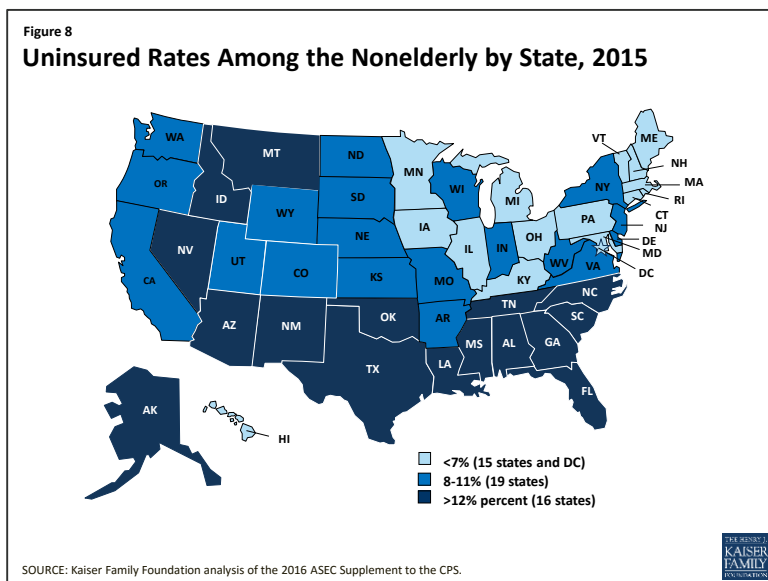 Figure 8
Uninsured Rates Among the Nonelderly by State, 2015
WA
MT
ND
MN
VT
ME
NH
OR
ID
SD
WI
MI
NY
MA
RI
WY
IA
PA
CT
NJ
NE
NV
IL
IN
OH
DE
MD
UT
CO
WV
VA
DC
CA
KS
MO
KY
NC
TN
OK
AR
SC
AZ
NM
MS
AL
GA
LA
TX
FL
AK
HI
<7% (15 states and DC)
8-11% (19 states)
>12% percent (16 states)
SOURCE: Kaiser Family Foundation analysis of the 2016 ASEC Supplement to the CPS.
THE HENRY J.
KAISER
FAMILY
FOUNDATION